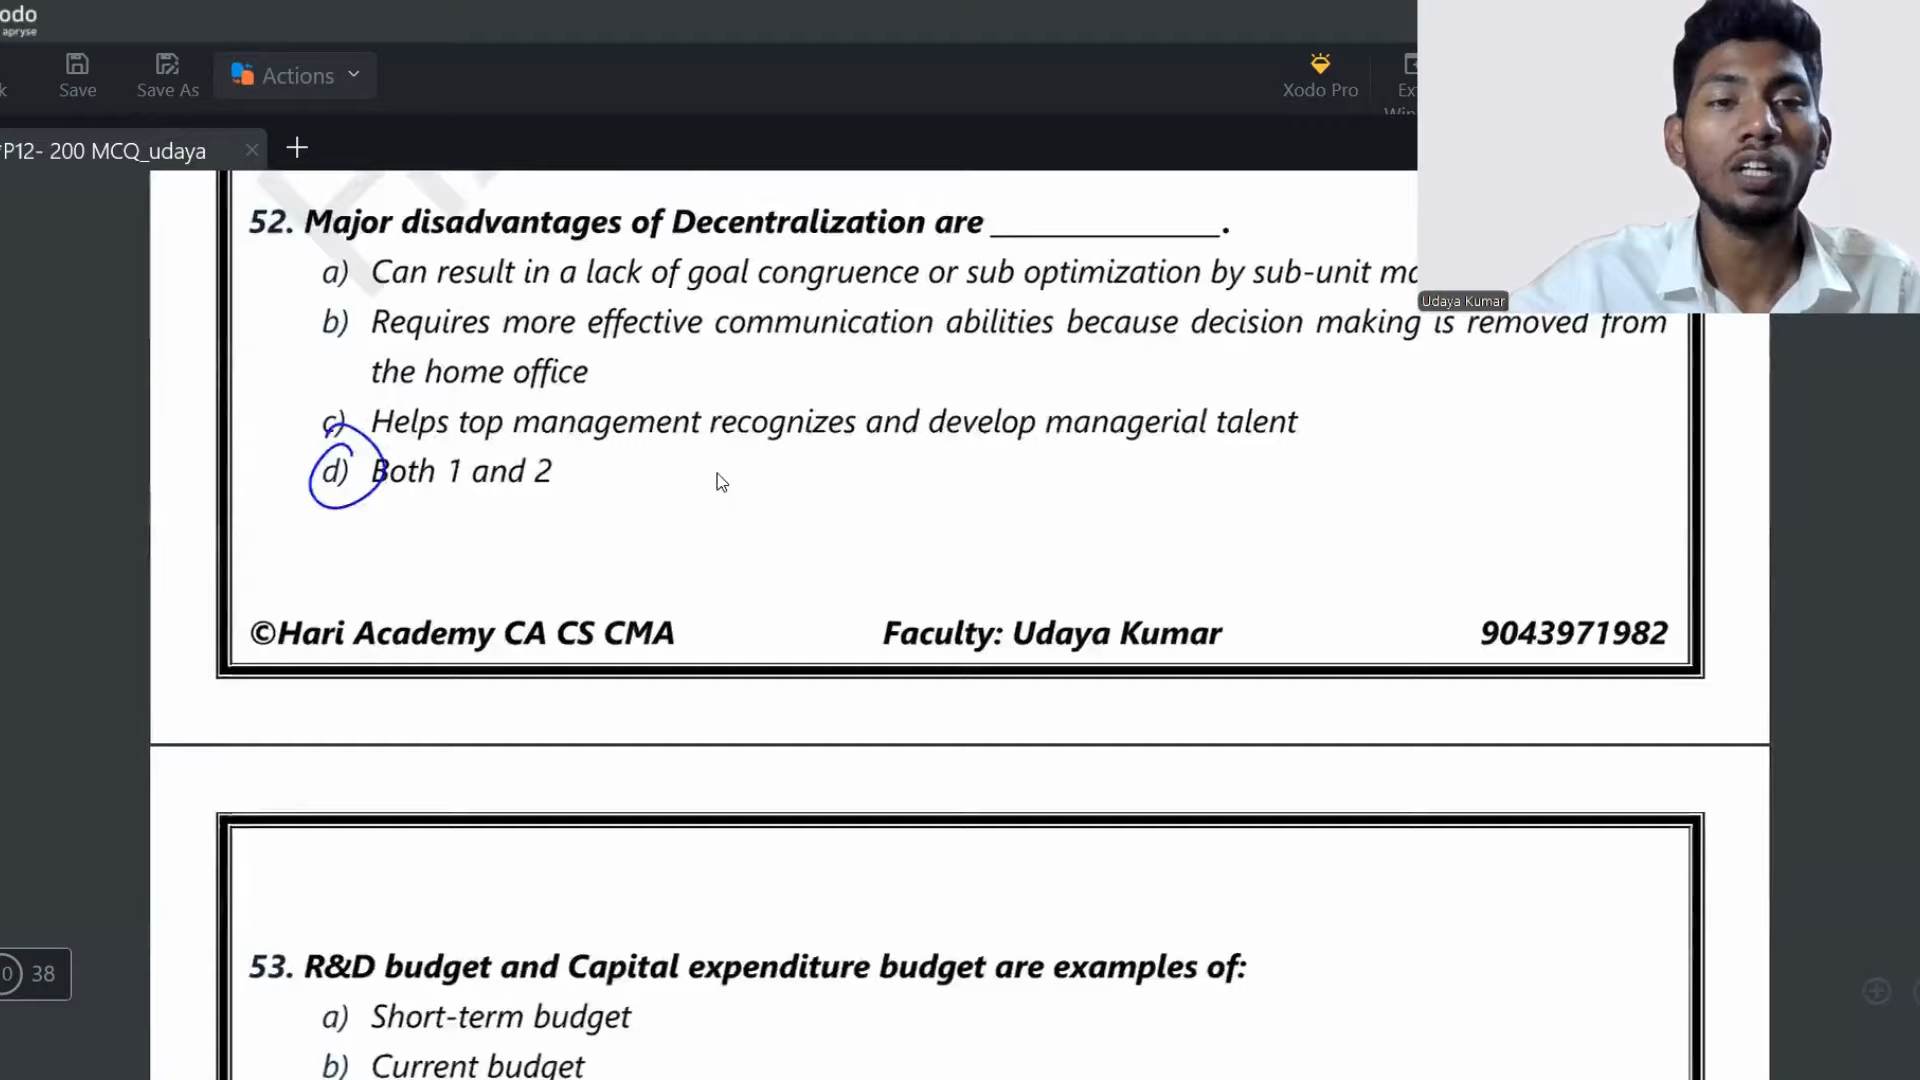 odo
apryse
Save
Save As
Actions
Xodo Pro
P12- 200 MCQ_udaya
52. Major disadvantages of Decentralization are _____________.
a) Can result in a lack of goal congruence or sub optimization by sub-unit
Udaya Kumar
b) Requires more effective communication abilities because decision making is removed from
the home office
c) Helps top management recognizes and develop managerial talent
d) Both 1 and 2
©Hari Academy CA CS CMA Faculty: Udaya Kumar 9043971982
53. R&D budget and Capital expenditure budget are examples of:
38
a) Short-term budget
b) Current budget